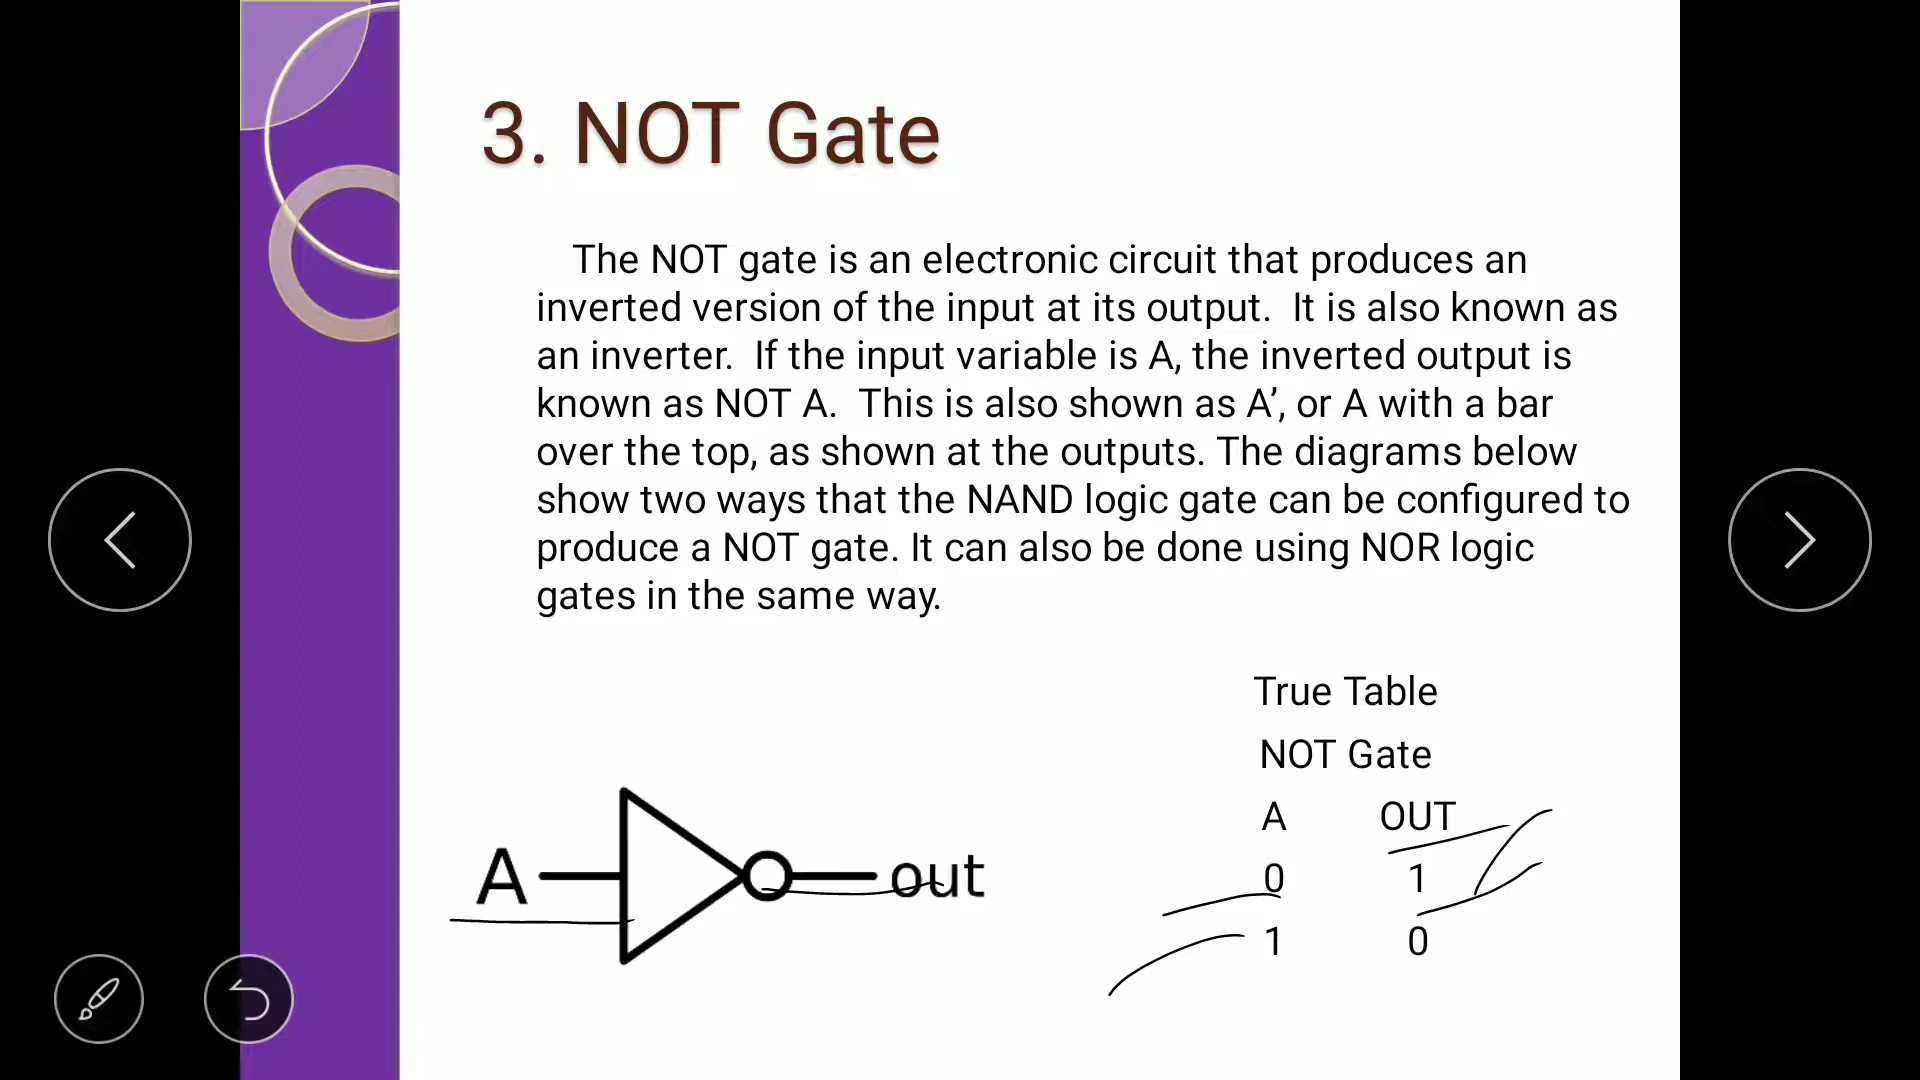 3. NOT Gate
The NOT gate is an electronic circuit that produces an
inverted version of the input at its output.  It is also known as
an inverter.  If the input variable is A, the inverted output is
known as NOT A.  This is also shown as A’, or A with a bar
over the top, as shown at the outputs. The diagrams below
show two ways that the NAND logic gate can be configured to
produce a NOT gate. It can also be done using NOR logic
gates in the same way.
True Table
NOT Gate
A OUT
0 1
1 0
A out